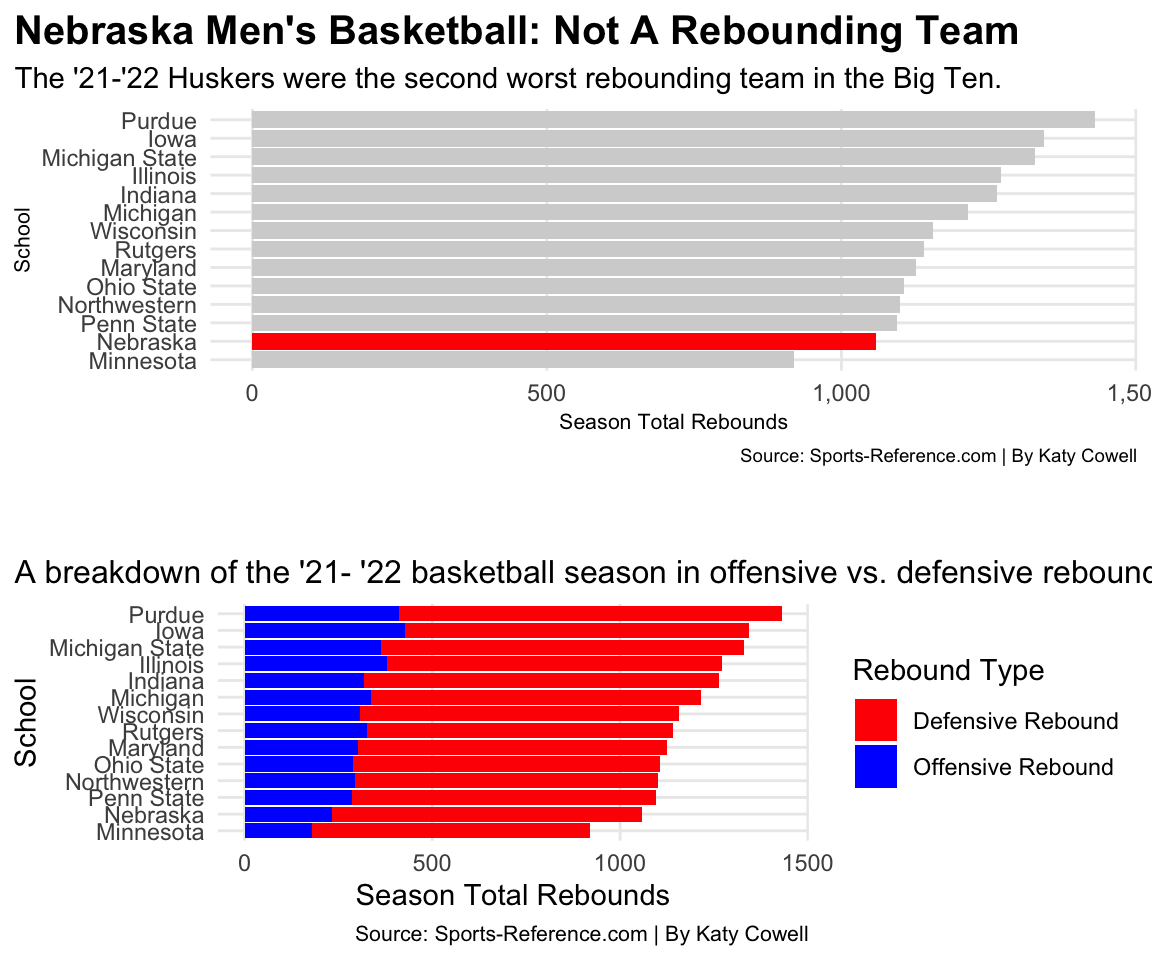 Nebraska Men's Basketball: Not A Rebounding Team
The '21-'22 Huskers were the second worst rebounding team in the Big Ten.
School
Purdue
Iowa
Michigan State
Illinois
Indiana
Michigan
Wisconsin
Rutgers
Maryland
Ohio State
Northwestern
Penn State
Nebraska
Minnesota
0 500 1,000 1,50
Season Total Rebounds
Source: Sports-Reference.com | By Katy Cowell
A breakdown of the '21- '22 basketball season in offensive vs. defensive rebound
School
Purdue
Iowa
Michigan State
Illinois
Indiana
Michigan
Wisconsin
Rutgers
Maryland
Ohio State
Northwestern
Penn State
Nebraska
Minnesota
0 500 1000 1500
Season Total Rebounds
Rebound Type
Defensive Rebound
Offensive Rebound
Source: Sports-Reference.com | By Katy Cowell